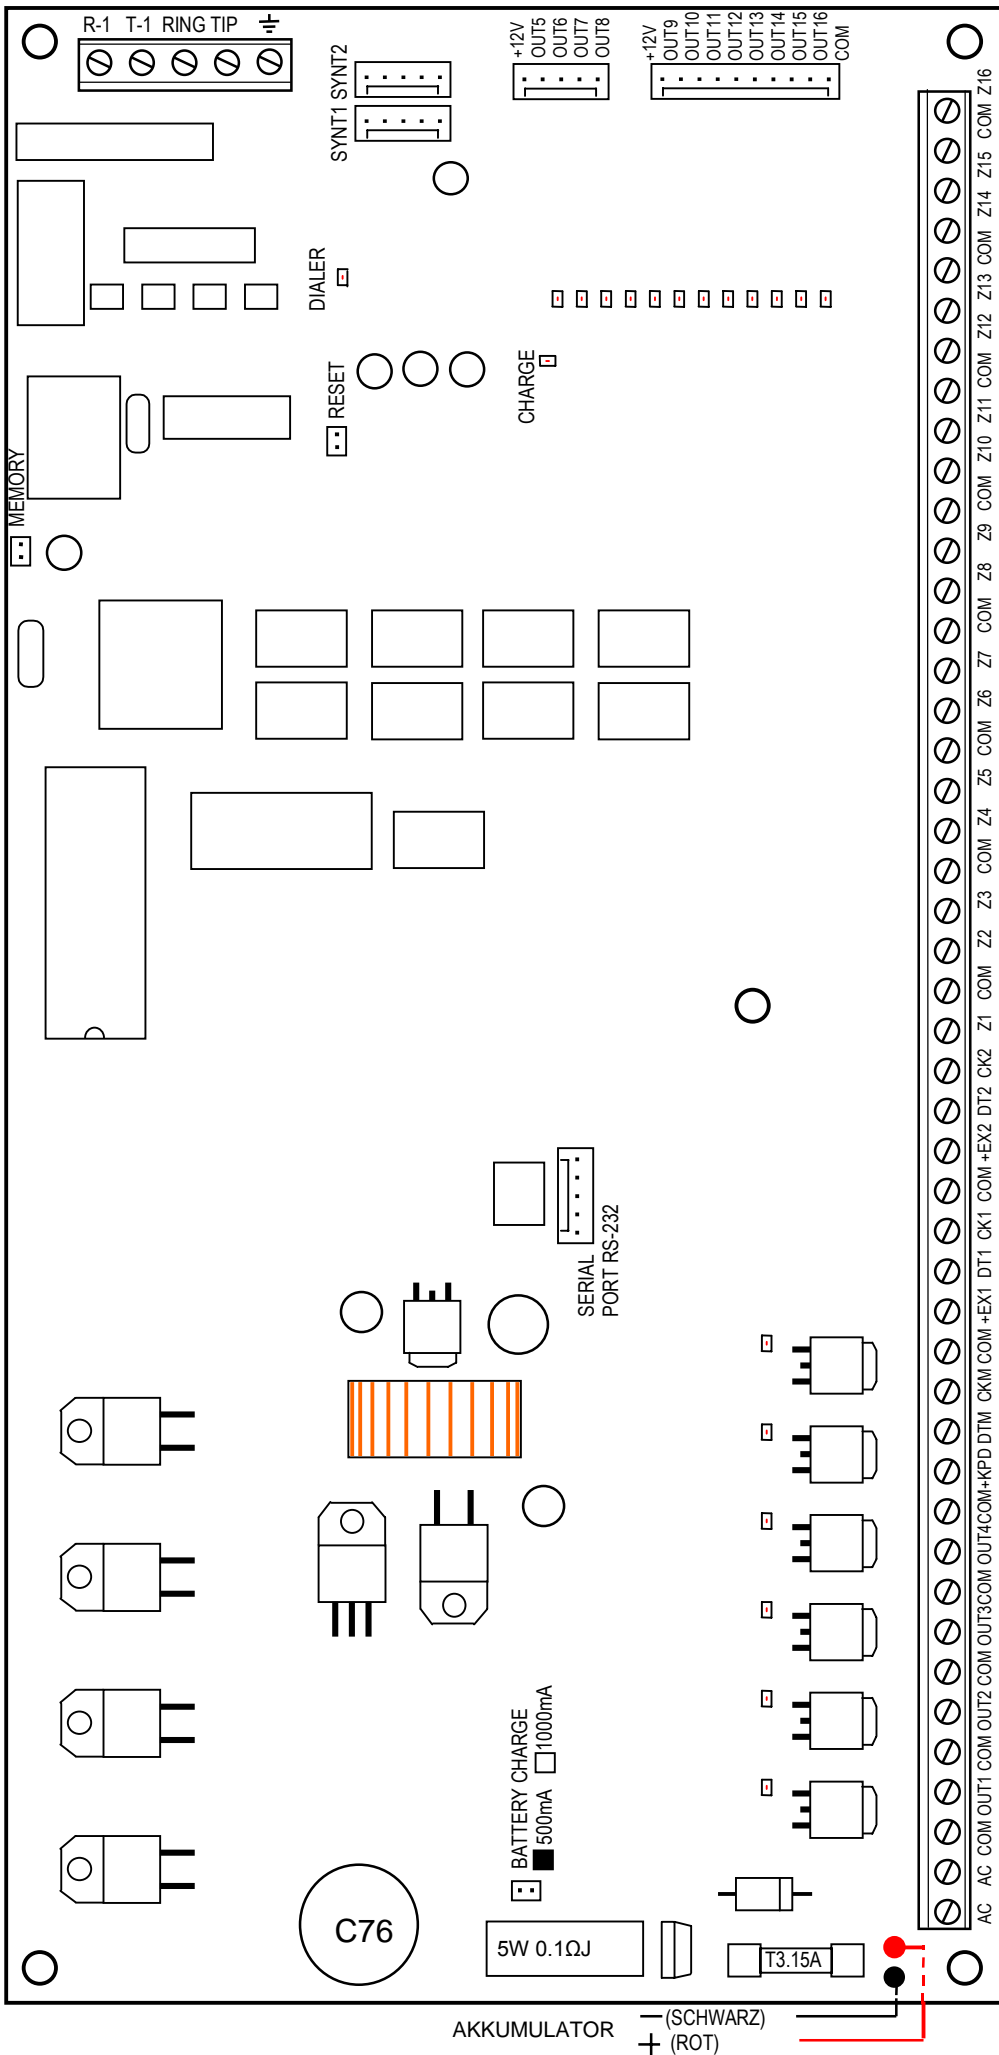 R-1 T-1 RING TIP
SYNT2
SYNT1
+12V
OUT5
OUT6
OUT7
OUT8
+12V
OUT9
OUT10
OUT11
OUT12
OUT13
OUT14
OUT15
OUT16
COM
DIALER
RESET
CHARGE
MEMORY
SERIAL
PORT RS-232
BATTERY CHARGE
500mA 1000mA
C76
5W 0.1ΩJ
T3.15A
AC AC COM OUT1 COM OUT2 COM OUT3 COM OUT4 COM +KPD DTM CKM COM +EX1 DT1 CK1 COM +EX2 DT2 CK2 Z1 COM Z2 Z3 COM Z4 Z5 COM Z6 Z7 COM Z8 Z9 COM Z10 Z11 COM Z12 Z13 COM Z14 Z15 COM Z16
AKKUMULATOR
– (SCHWARZ)
+ (ROT)